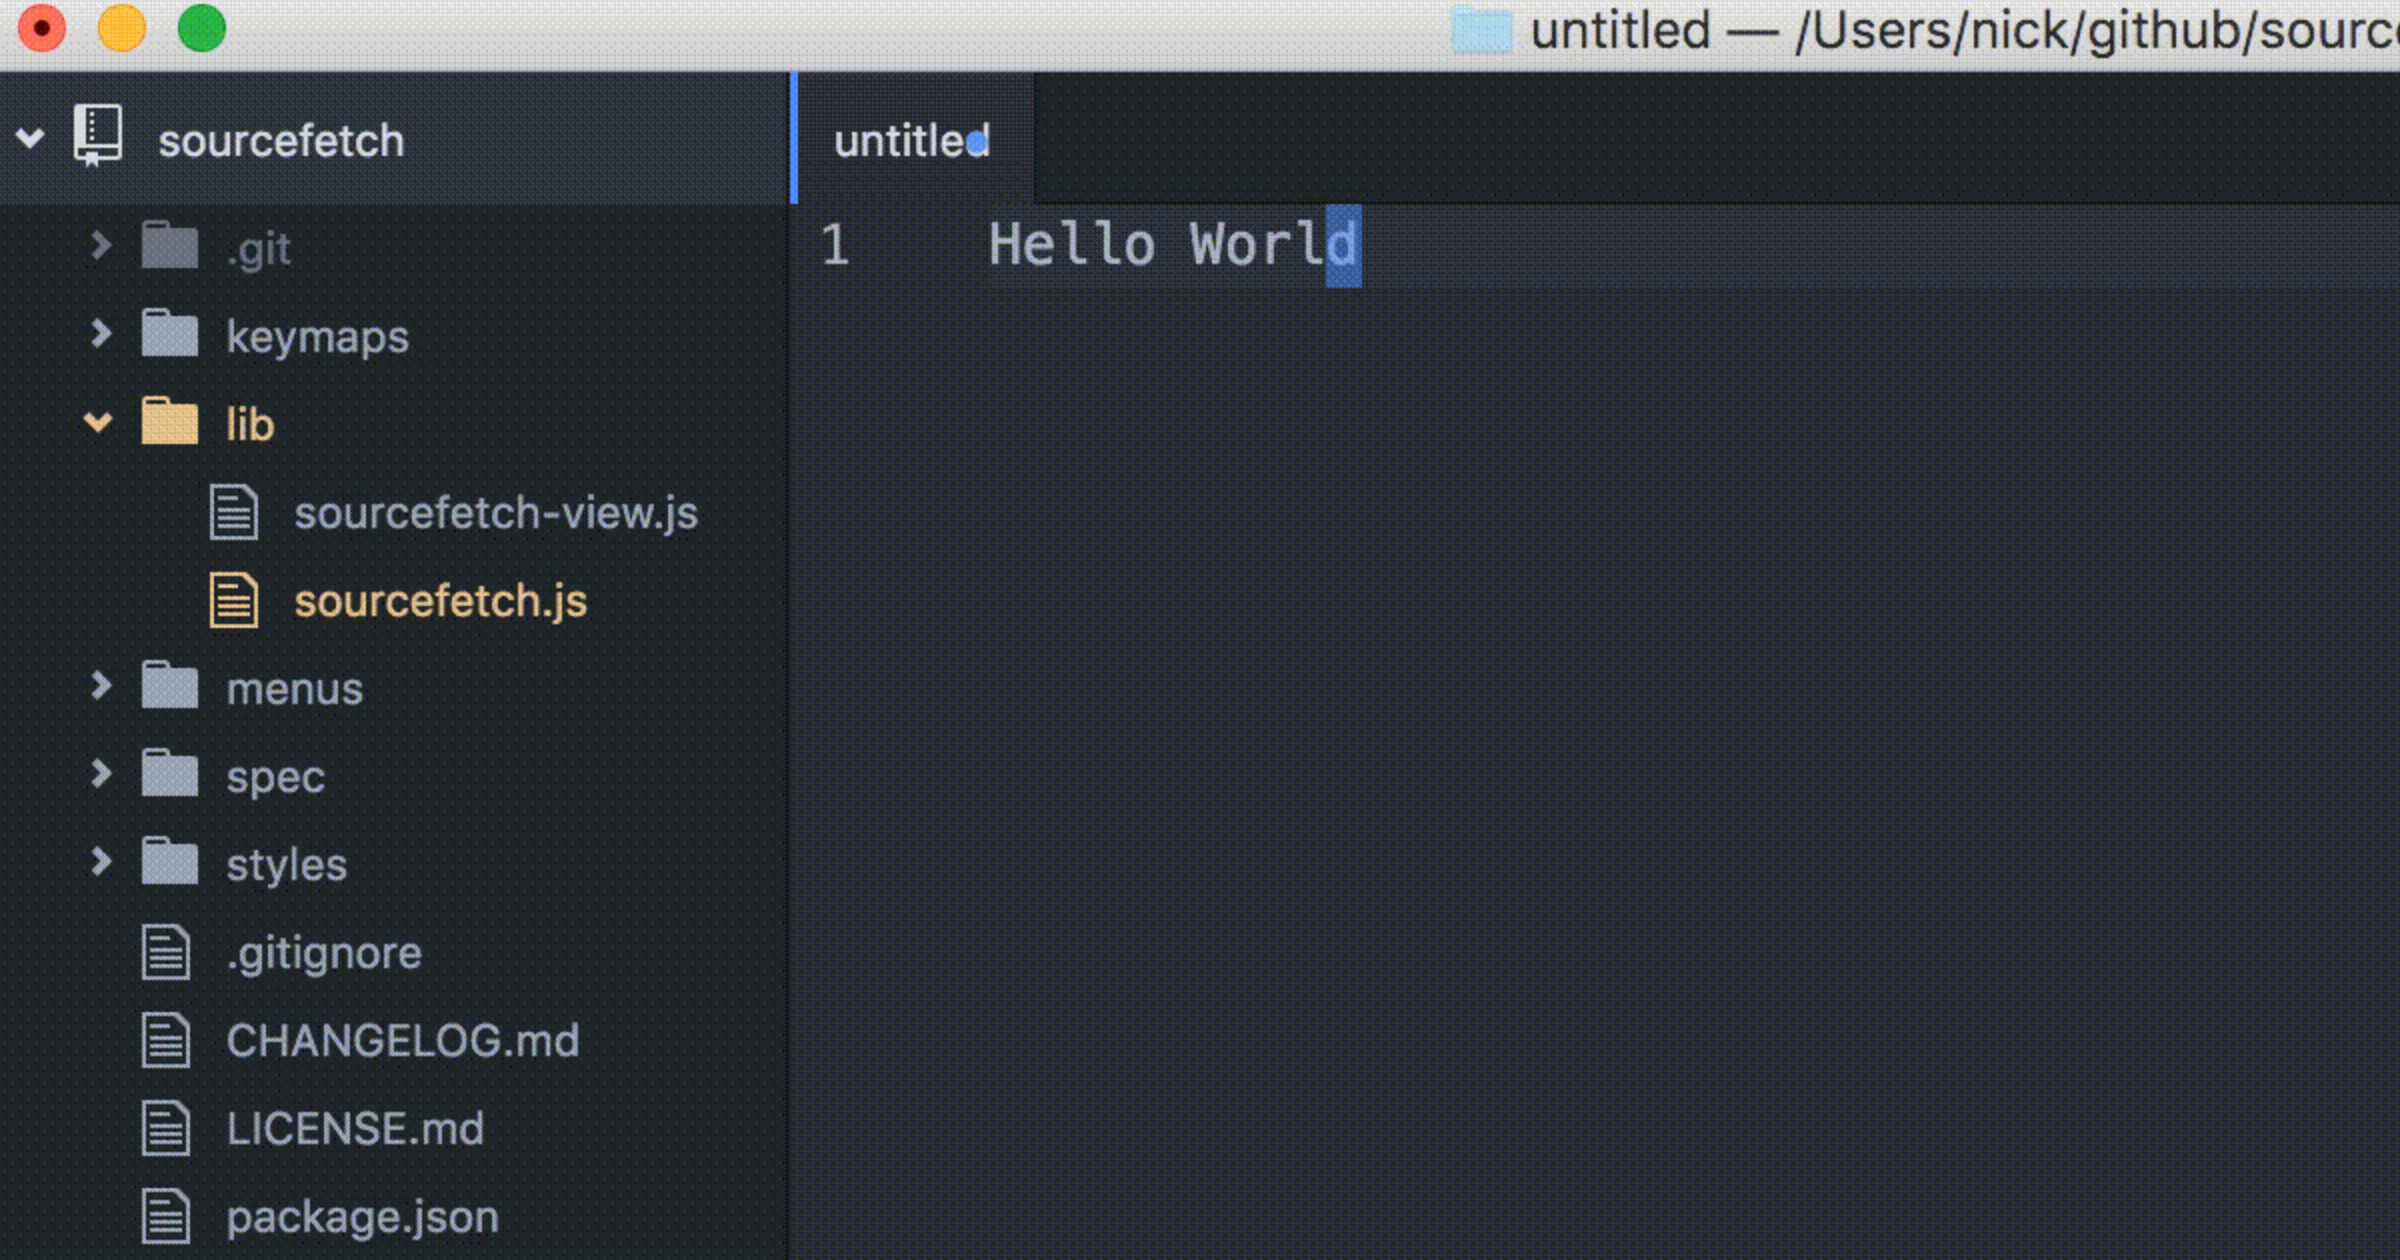 untitled — /Users/nick/github/sourc
sourcefetch
untitled
.git
1 Hello World
keymaps
lib
sourcefetch-view.js
sourcefetch.js
menus
spec
styles
.gitignore
CHANGELOG.md
LICENSE.md
package.json